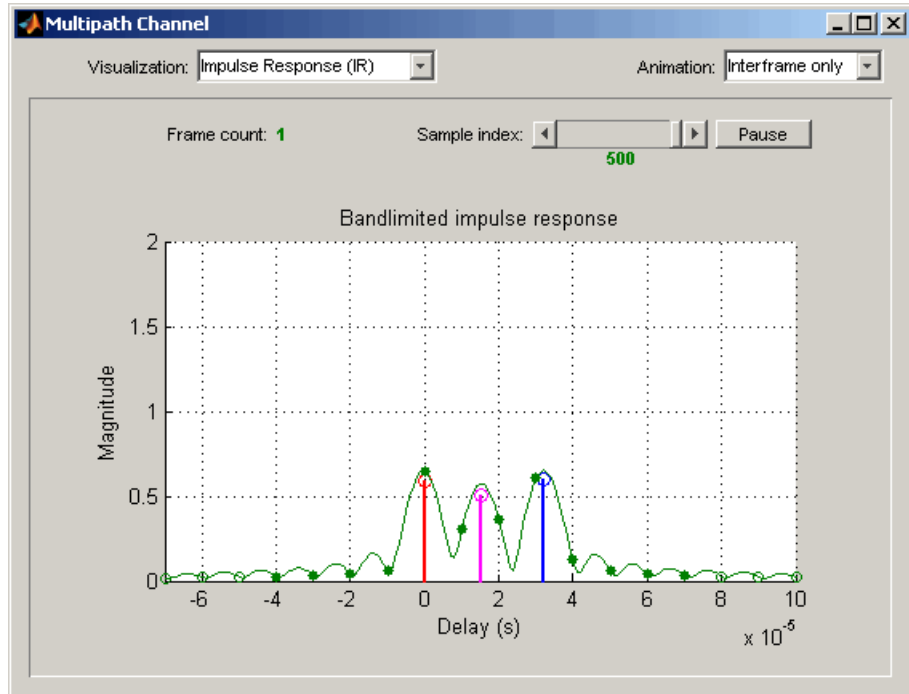 Multipath Channel
Visualization: Impulse Response (IR)
Animation: Interframe only
Frame count: 1
Sample index:
Pause
500
Bandlimited impulse response
2
1.5
1
0.5
0
Magnitude
-6 -4 -2 0 2 4 6 8 10
Delay (s)
x 10-5